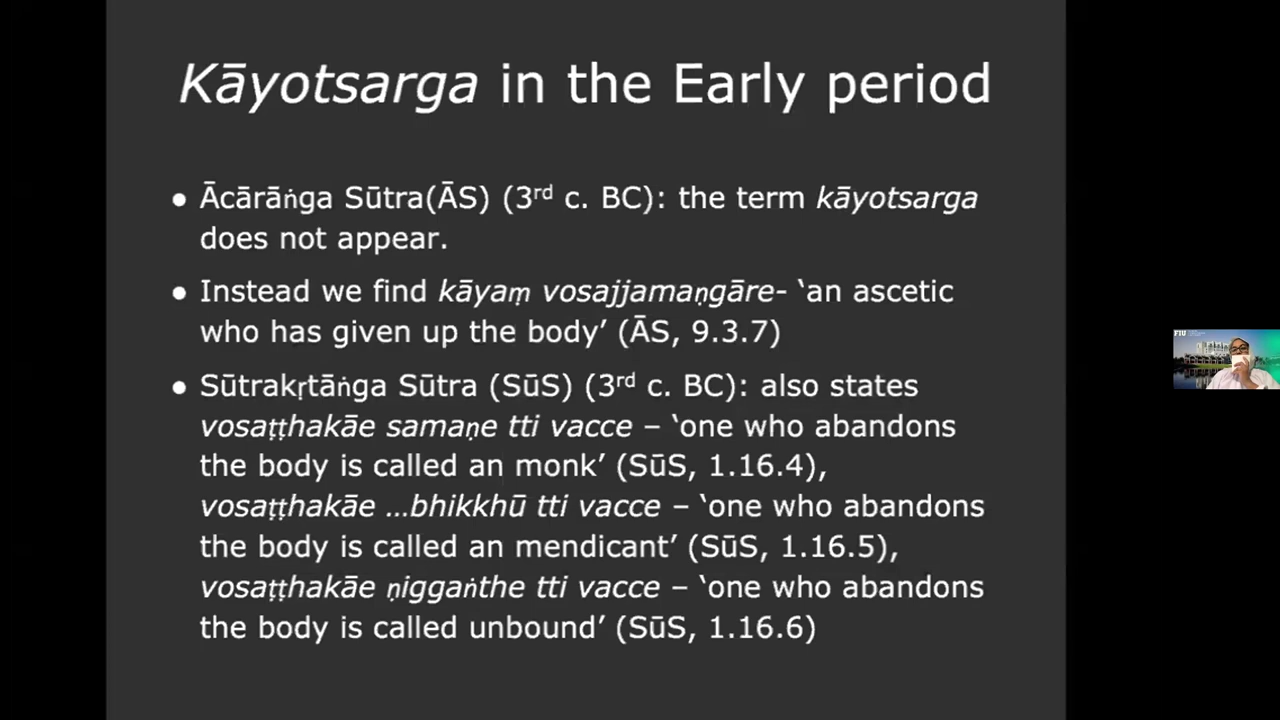 Kāyotsarga in the Early period
● Ācārāṅga Sūtra(ĀS) (3rd c. BC): the term kāyotsarga
does not appear.
● Instead we find kāyaṃ vosajjamaṇgāre- ‘an ascetic
who has given up the body’ (ĀS, 9.3.7)
● Sūtrakṛtāṅga Sūtra (SūS) (3rd c. BC): also states
vosaṭṭhakāe samaṇe tti vacce – ‘one who abandons
the body is called an monk’ (SūS, 1.16.4),
vosaṭṭhakāe …bhikkhū tti vacce – ‘one who abandons
the body is called an mendicant’ (SūS, 1.16.5),
vosaṭṭhakāe ṇiggaṅthe tti vacce – ‘one who abandons
the body is called unbound’ (SūS, 1.16.6)
FIU